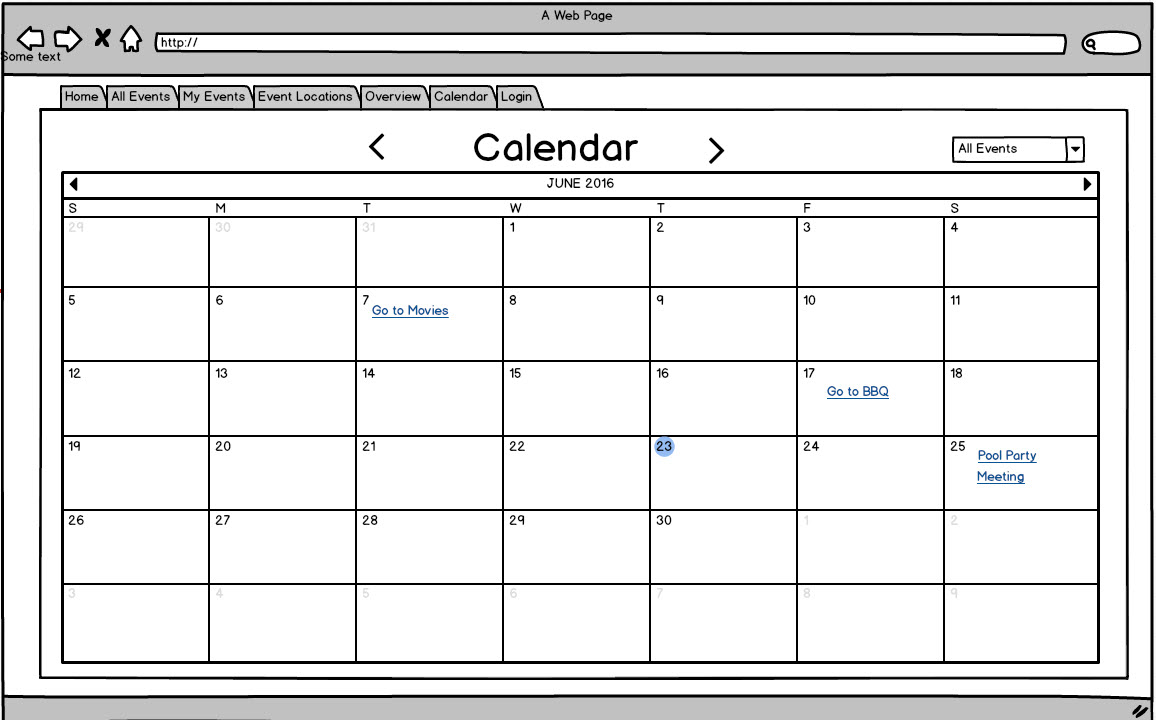 A Web Page
http://
Some text
Home All Events My Events Event Locations Overview Calendar Login
Calendar
All Events
JUNE 2016
S M T W T F S
29 30 31 1 2 3 4
5 6 7 8 9 10 11
Go to Movies
12 13 14 15 16 17 18
Go to BBQ
19 20 21 22 23 24 25
Pool Party
Meeting
26 27 28 29 30 1 2
3 4 5 6 7 8 9